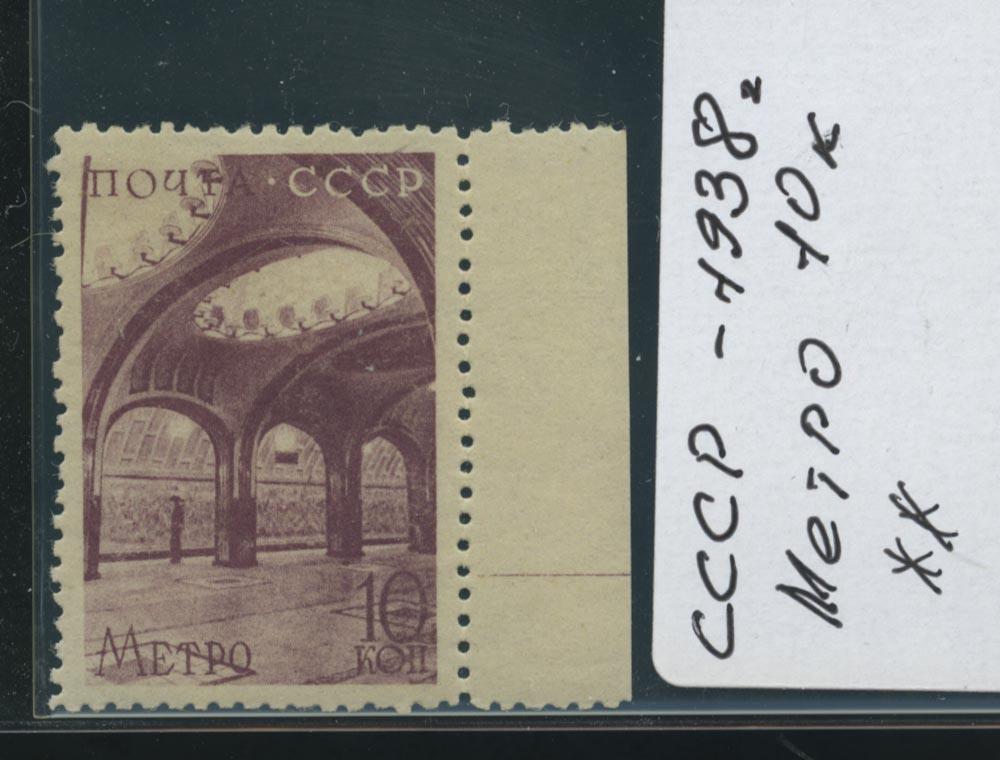 ПОЧТА · СССР
10
КОП
МЕТРО
СССР - 1938г
Метро 10к